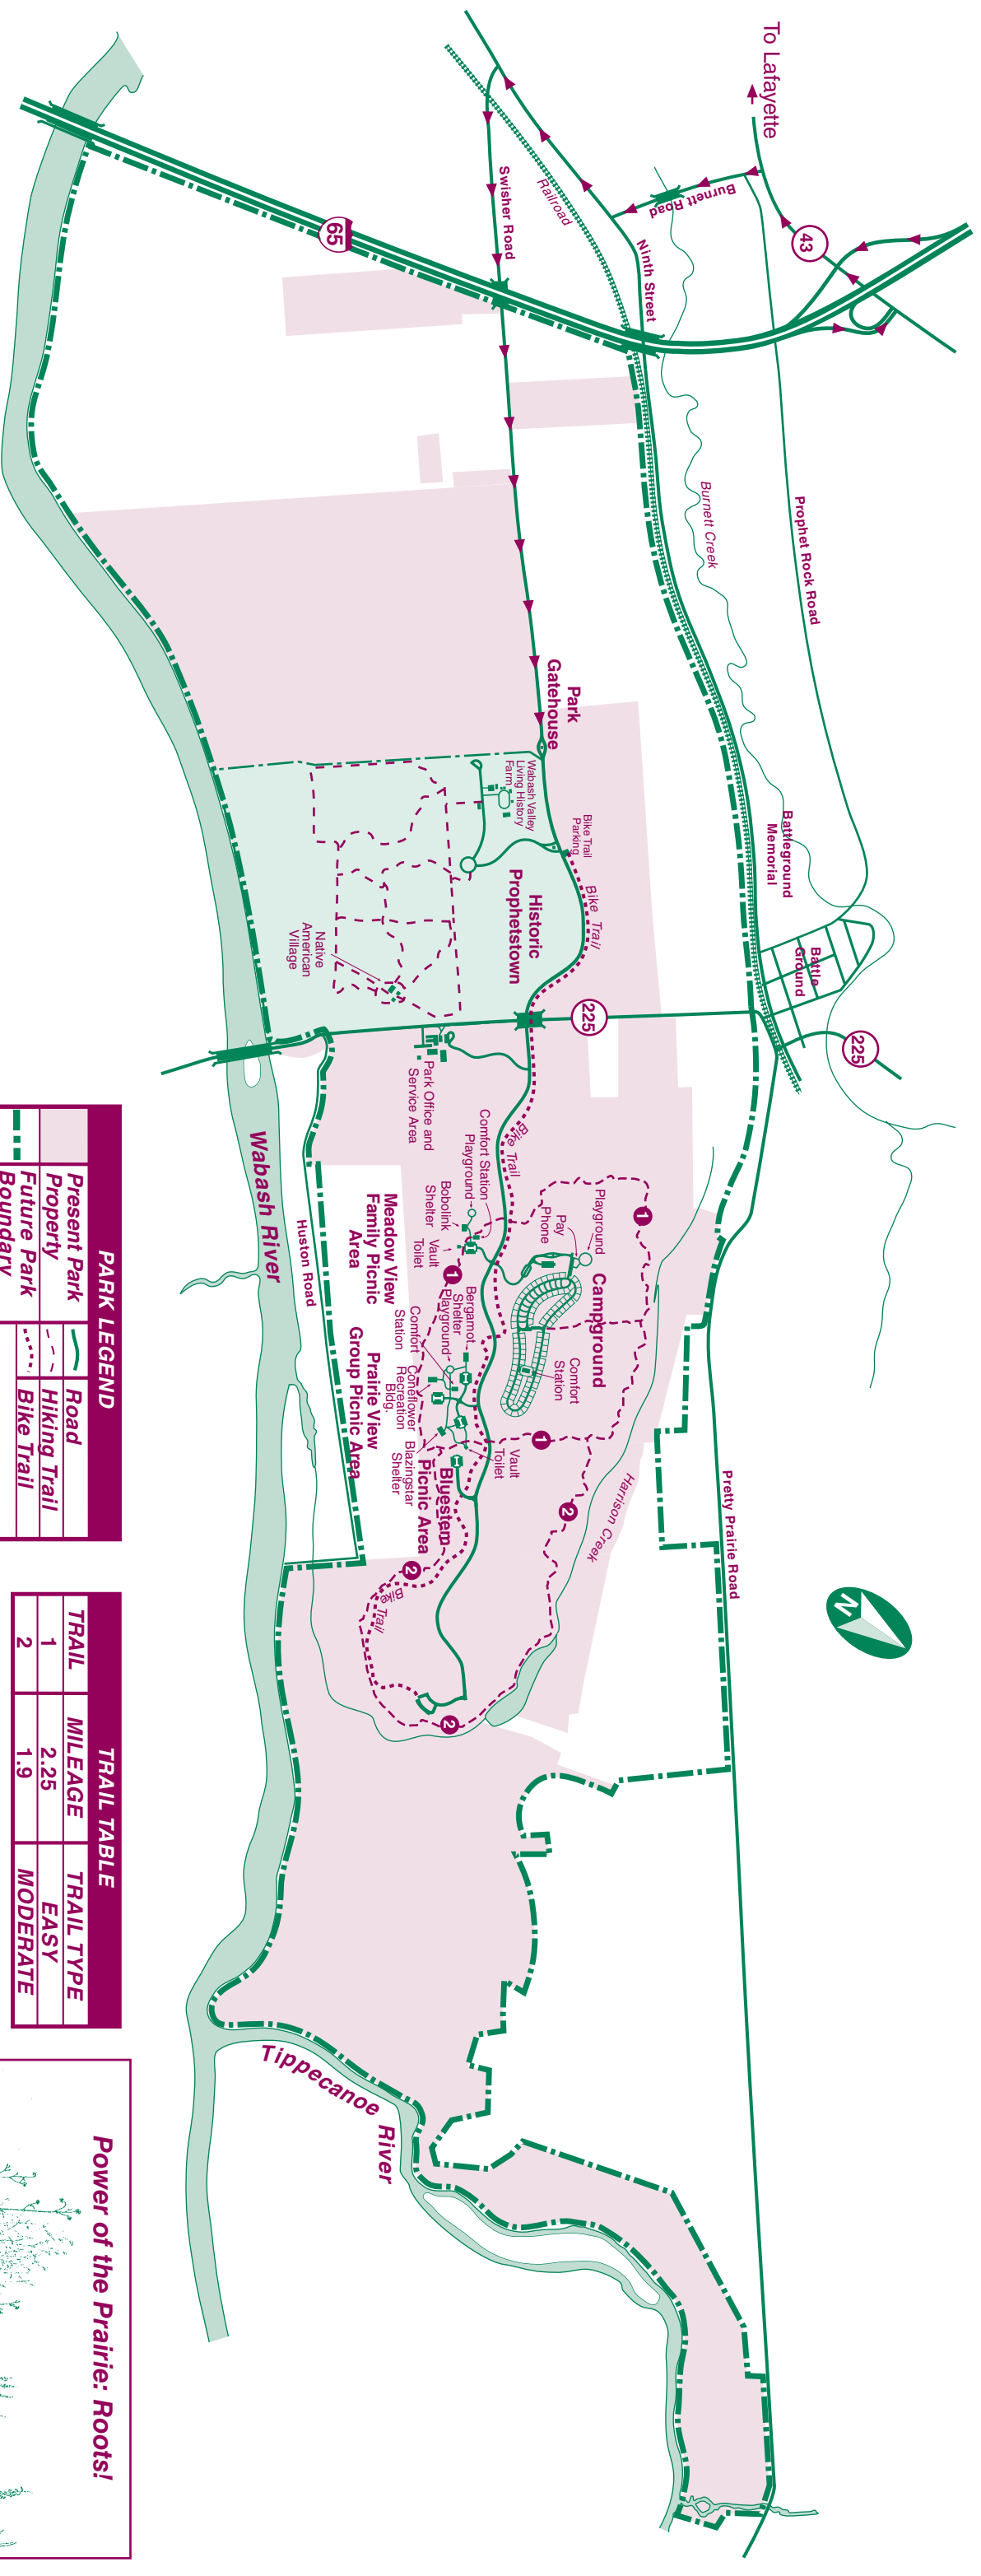 To Lafayette
43
Burnett Road
Swisher Road
Railroad
65
Ninth Street
Burnett Creek
Prophet Rock Road
Park
Gatehouse
Wabash Valley
Living History
Farm
Bike Trail
Parking
Bike Trail
Battleground
Memorial
Battle
Ground
Historic
Prophetstown
Native
American
Village
225
225
Park Office and
Service Area
Bike Trail
Comfort Station
Playground
Bobolink
Shelter
Vault
Toilet
Playground
Pay
Phone
1
1
Campground
Comfort
Station
Wabash River
Huston Road
Meadow View
Family Picnic
Area
Bergamot
Shelter
Playground
Comfort
Station
Coneflower
Recreation
Bldg.
Prairie View
Group Picnic Area
Blazingstar
Shelter
Vault
Toilet
1
Bluestem
Picnic Area
2
Harrison Creek
2
Bike Trail
2
Pretty Prairie Road
N
Tippecanoe River
PARK LEGEND
Present Park
Property
Future Park
Boundary
Road
Hiking Trail
Bike Trail
TRAIL TABLE
TRAIL MILEAGE TRAIL TYPE
1 2.25 EASY
2 1.9 MODERATE
Power of the Prairie: Roots!